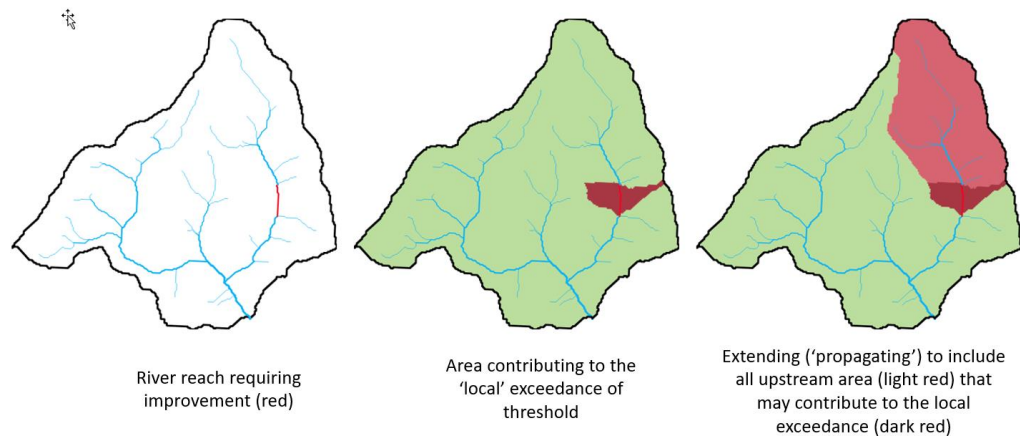 River reach requiring
improvement (red)
Area contributing to the
‘local’ exceedance of
threshold
Extending (‘propagating’) to include
all upstream area (light red) that
may contribute to the local
exceedance (dark red)